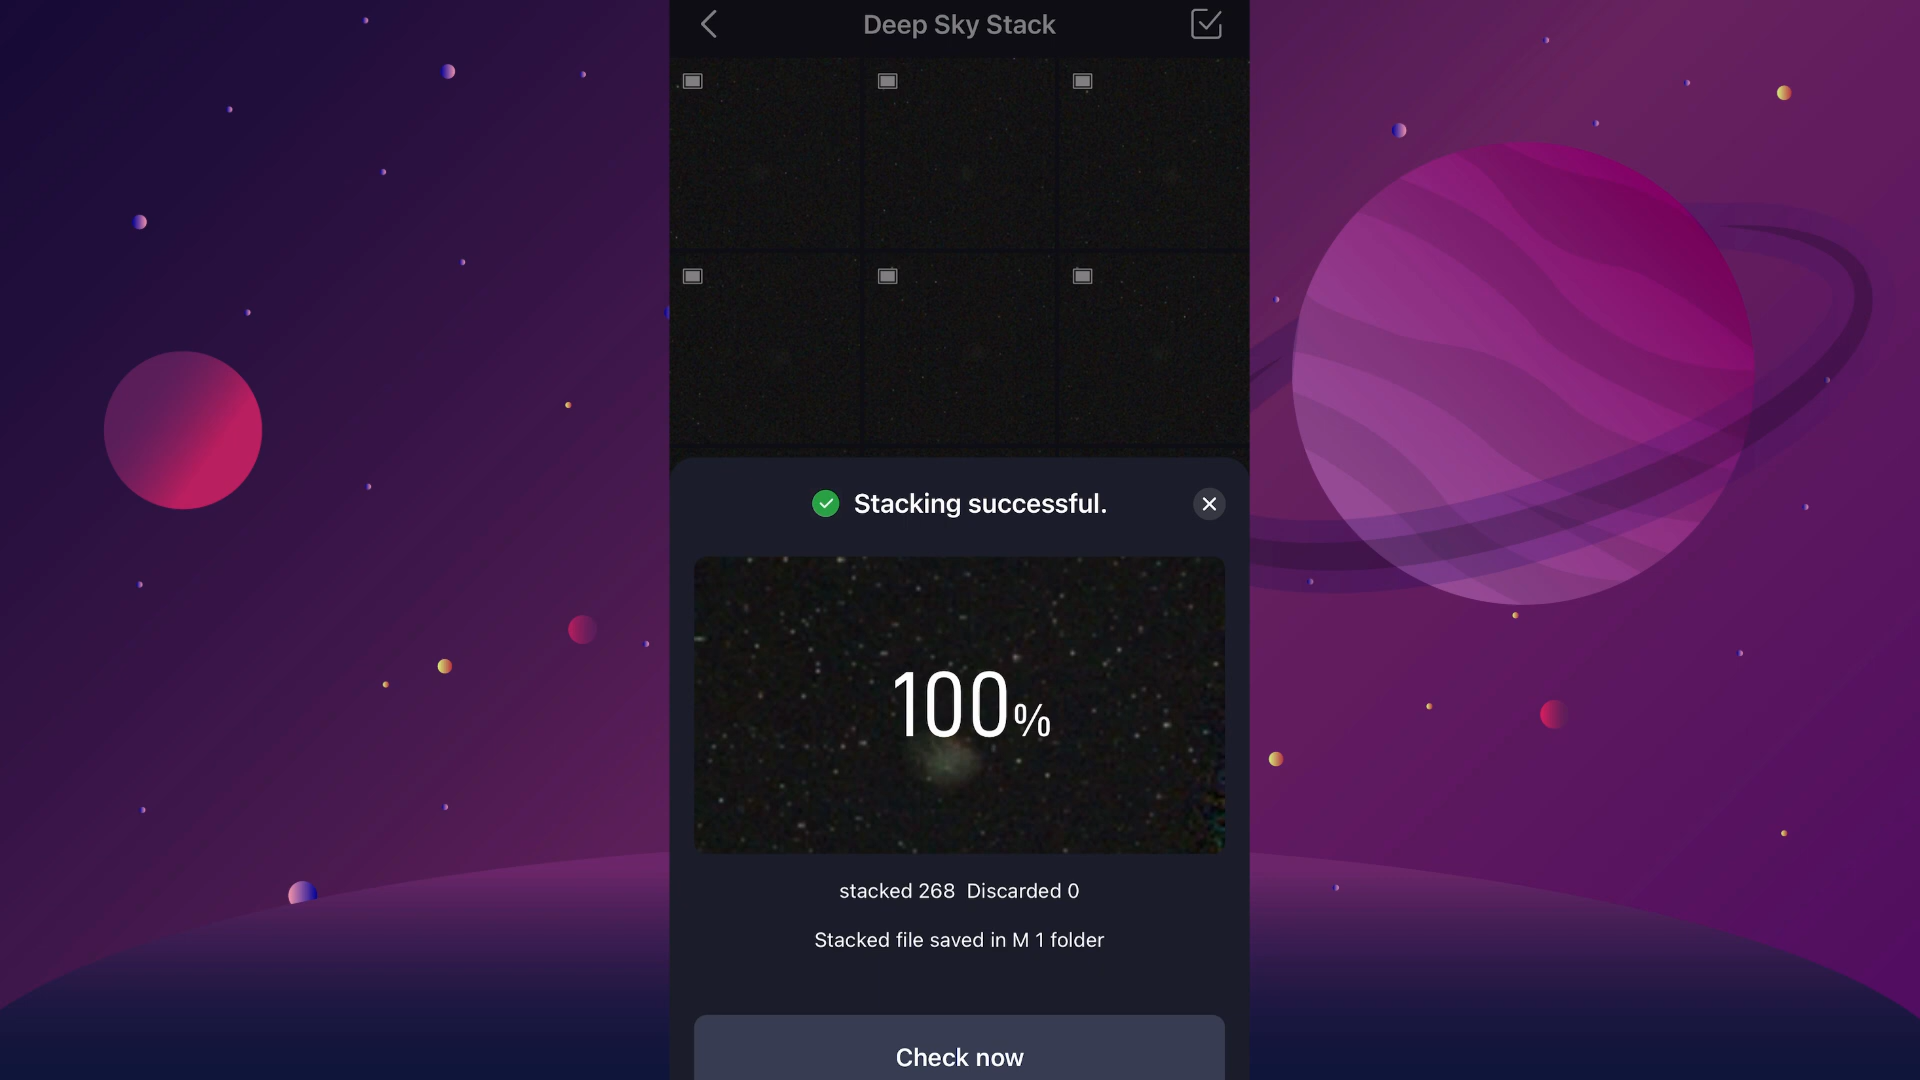 Deep Sky Stack
Stacking successful.
100%
stacked 268 Discarded 0
Stacked file saved in M 1 folder
Check now